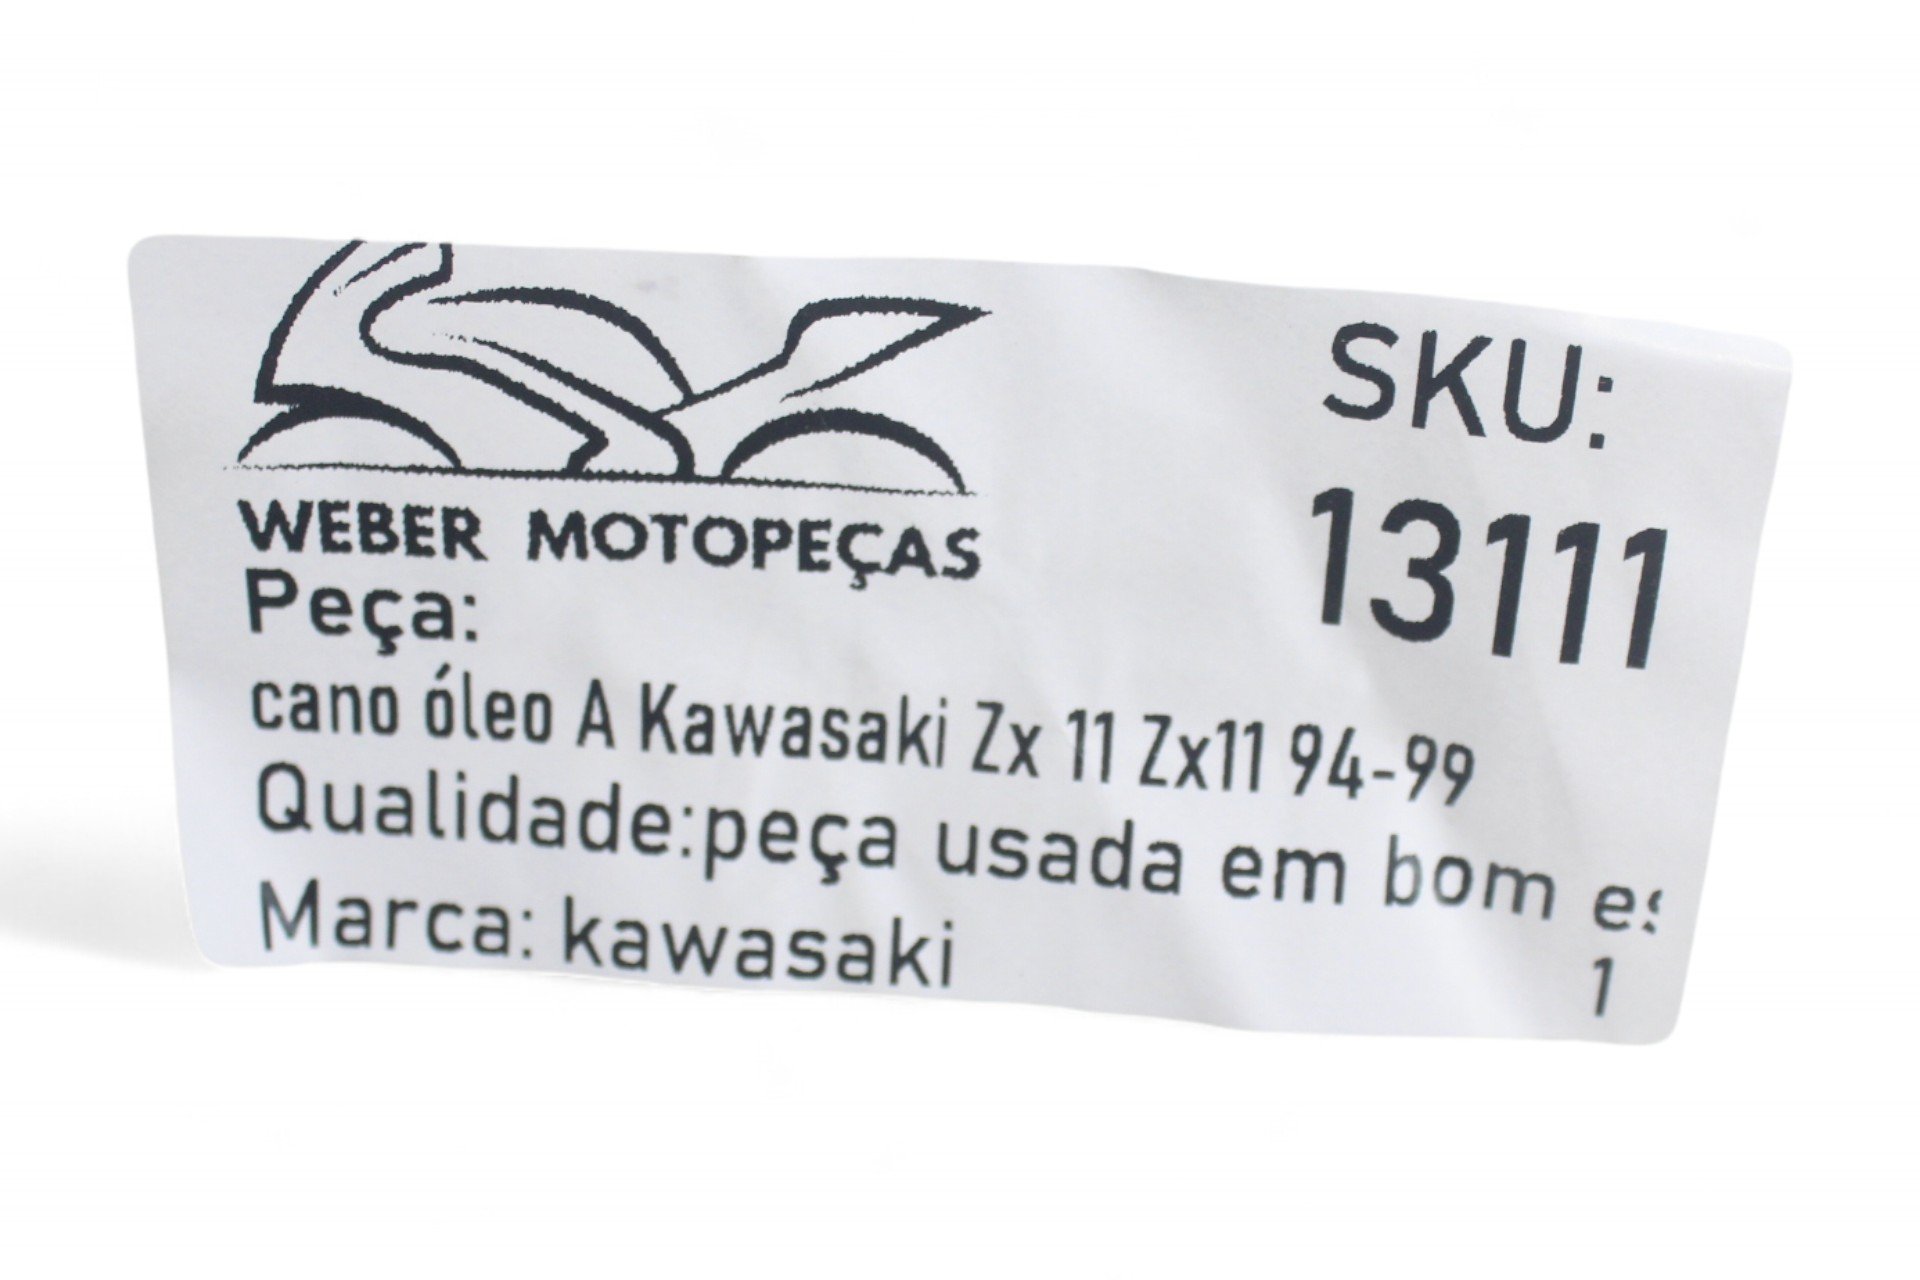 WEBER MOTOPEÇAS
SKU:
13111
Peça:
cano óleo A Kawasaki Zx 11 Zx11 94-99
Qualidade:peça usada em bom es
Marca: kawasaki
1